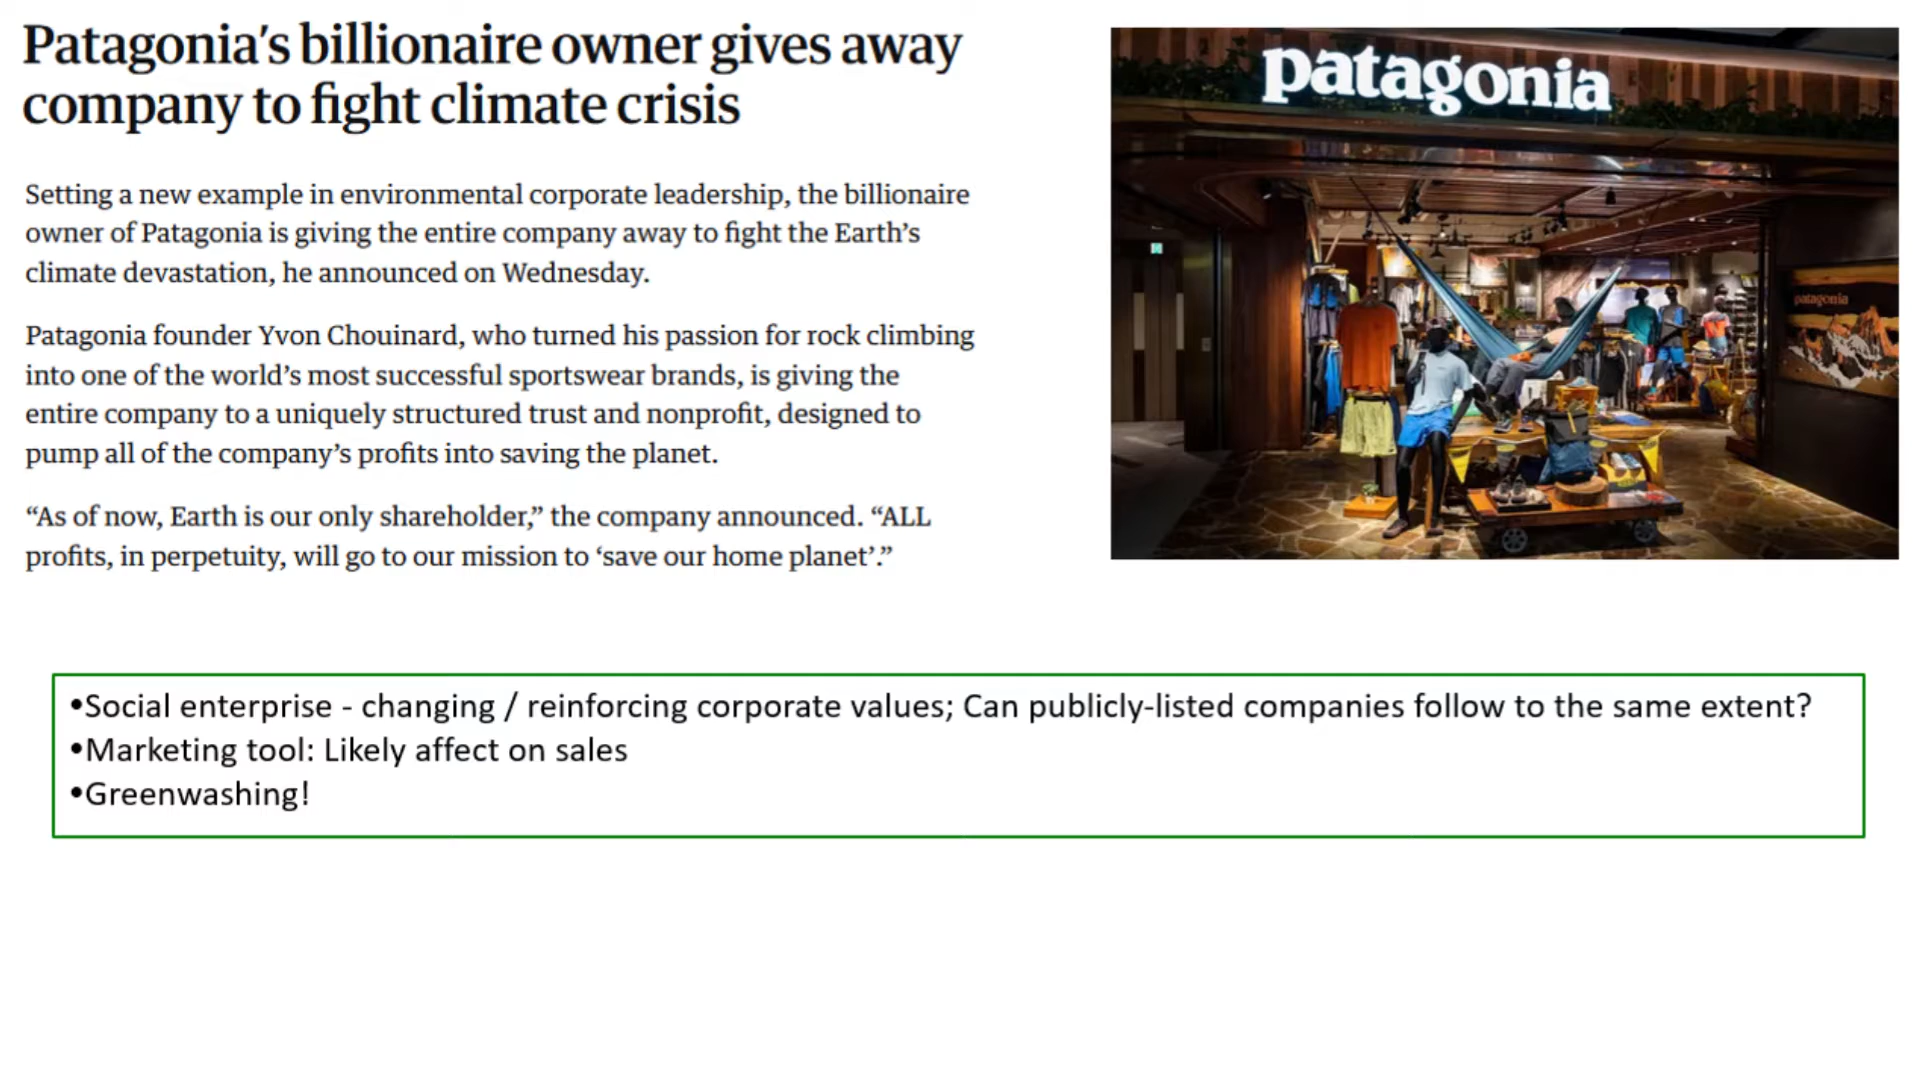 Patagonia's billionaire owner gives away
company to fight climate crisis
Setting a new example in environmental corporate leadership, the billionaire
owner of Patagonia is giving the entire company away to fight the Earth's
climate devastation, he announced on Wednesday.
Patagonia founder Yvon Chouinard, who turned his passion for rock climbing
into one of the world's most successful sportswear brands, is giving the
entire company to a uniquely structured trust and nonprofit, designed to
pump all of the company's profits into saving the planet.
“As of now, Earth is our only shareholder,” the company announced. “ALL
profits, in perpetuity, will go to our mission to ‘save our home planet’.”
patagonia
patagonia
•Social enterprise - changing / reinforcing corporate values; Can publicly-listed companies follow to the same extent?
•Marketing tool: Likely affect on sales
•Greenwashing!